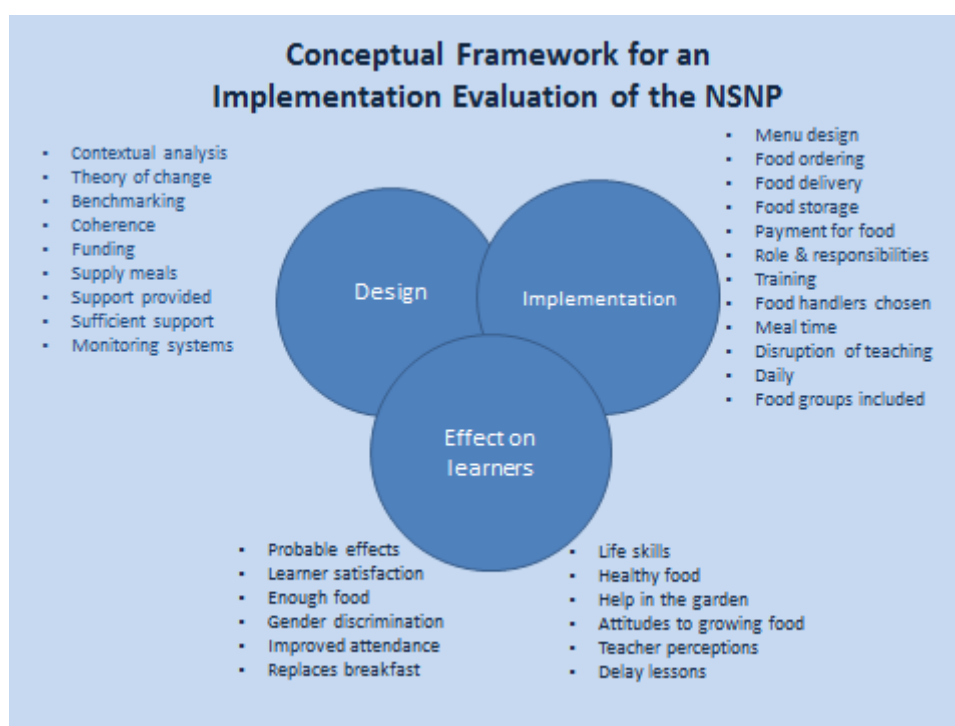 Conceptual Framework for an
Implementation Evaluation of the NSNP
▪ Contextual analysis
▪ Theory of change
▪ Benchmarking
▪ Coherence
▪ Funding
▪ Supply meals
▪ Support provided
▪ Sufficient support
▪ Monitoring systems
▪ Menu design
▪ Food ordering
▪ Food delivery
▪ Food storage
▪ Payment for food
▪ Role & responsibilities
▪ Training
▪ Food handlers chosen
▪ Meal time
▪ Disruption of teaching
▪ Daily
▪ Food groups included
Design
Implementation
Effect on
learners
▪ Probable effects
▪ Learner satisfaction
▪ Enough food
▪ Gender discrimination
▪ Improved attendance
▪ Replaces breakfast
▪ Life skills
▪ Healthy food
▪ Help in the garden
▪ Attitudes to growing food
▪ Teacher perceptions
▪ Delay lessons